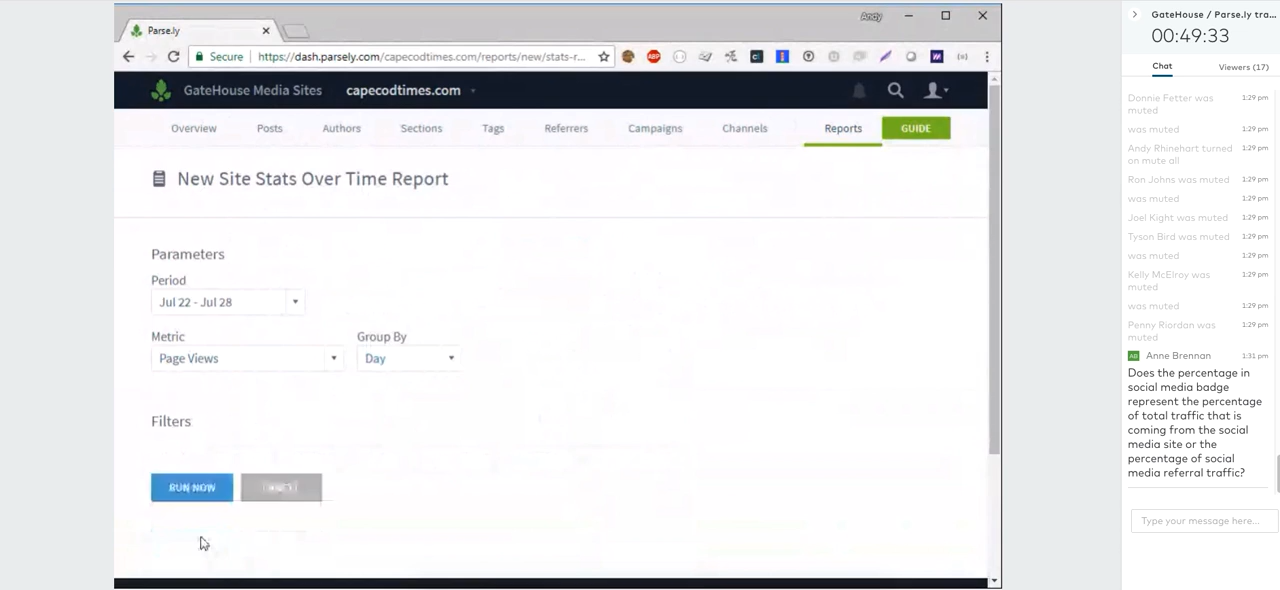 Parse.ly
Andy
Secure
https://dash.parsely.com/capecodtimes.com/reports/new/stats-r...
GateHouse Media Sites
capecodtimes.com
Overview
Posts
Authors
Sections
Tags
Referrers
Campaigns
Channels
Reports
GUIDE
New Site Stats Over Time Report
Parameters
Period
Jul 22 - Jul 28
Metric
Group By
Page Views
Day
Filters
RUN NOW
GateHouse / Parse.ly tra...
00:49:33
Chat
Viewers (17)
Donnie Fetter was 1:29 pm
muted
was muted 1:29 pm
Andy Rhinehart turned 1:29 pm
on mute all
Ron Johns was muted 1:29 pm
was muted 1:29 pm
Joel Kight was muted 1:29 pm
Tyson Bird was muted 1:29 pm
was muted 1:29 pm
Kelly McElroy was 1:29 pm
muted
was muted 1:29 pm
Penny Riordan was 1:29 pm
muted
AB Anne Brennan 1:31 pm
Does the percentage in
social media badge
represent the percentage
of total traffic that is
coming from the social
media site or the
percentage of social
media referral traffic?
Type your message here...